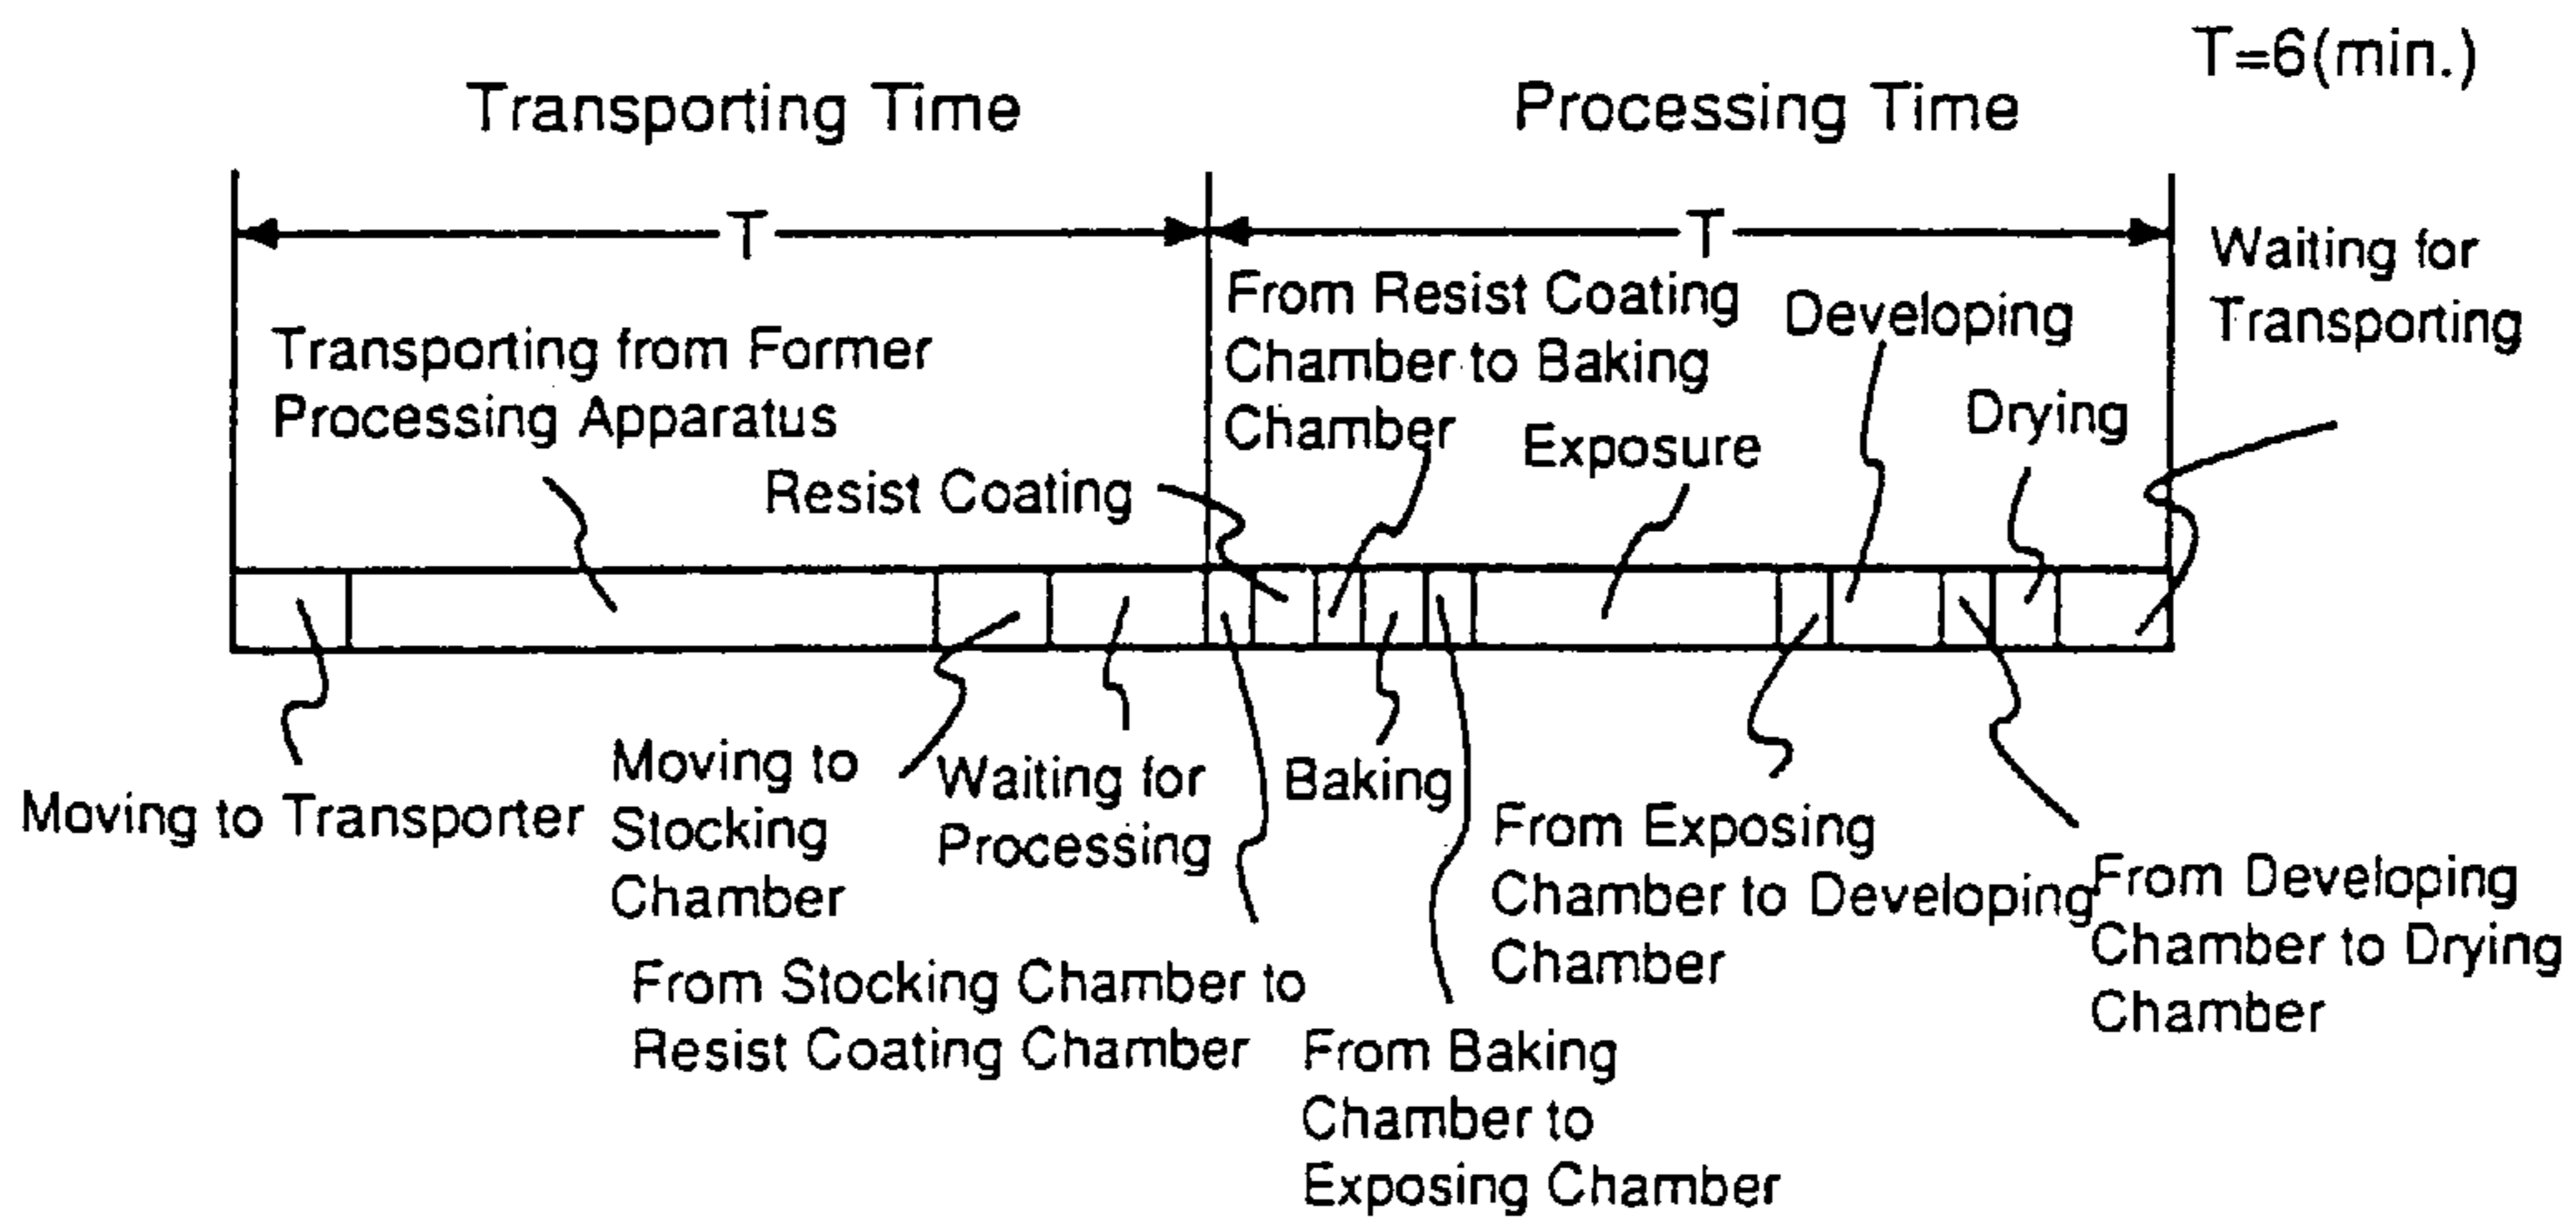 T=6(min.)
Transporting Time
Processing Time
T
T
Waiting for
Transporting
From Resist Coating
Chamber to Baking
Chamber
Developing
Transporting from Former
Processing Apparatus
Drying
Exposure
Resist Coating
Moving to Transporter
Moving to
Stocking
Chamber
Waiting for
Processing
Baking
From Exposing
Chamber to Developing
Chamber
From Developing
Chamber to Drying
Chamber
From Stocking Chamber to
Resist Coating Chamber
From Baking
Chamber to
Exposing Chamber